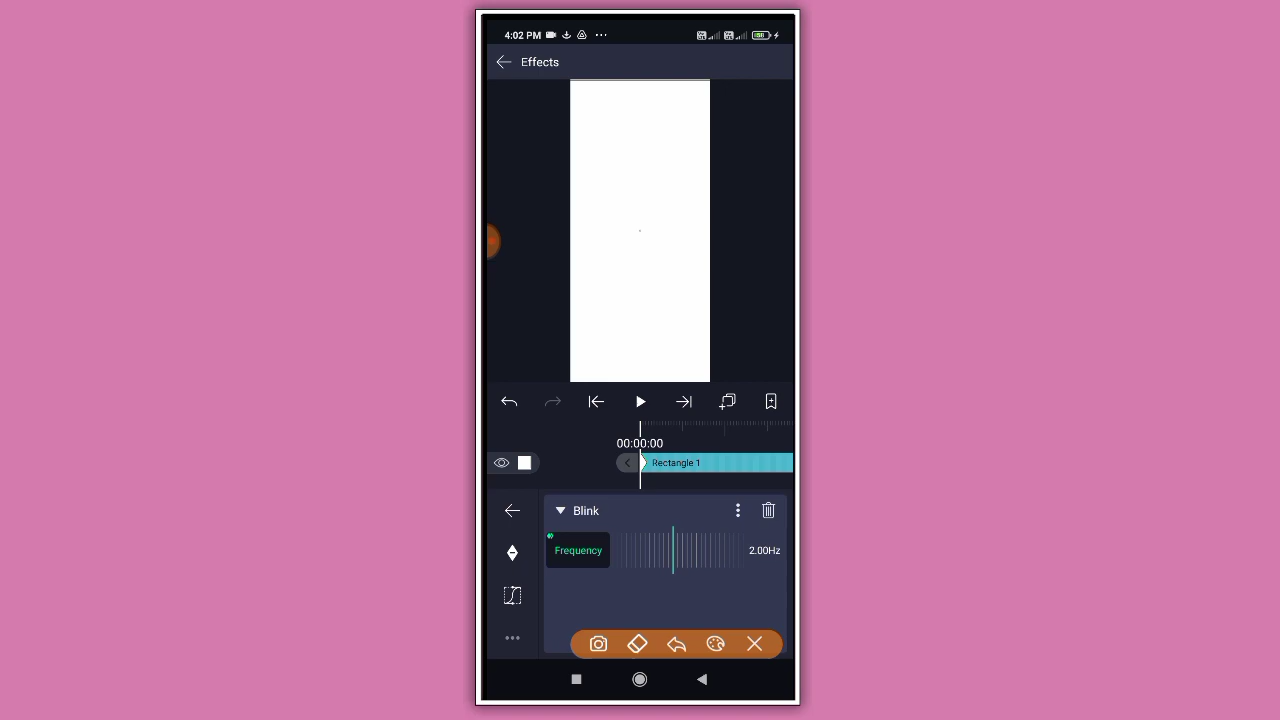 4:02 PM
Effects
00:00:00
Rectangle 1
Blink
Frequency
2.00Hz